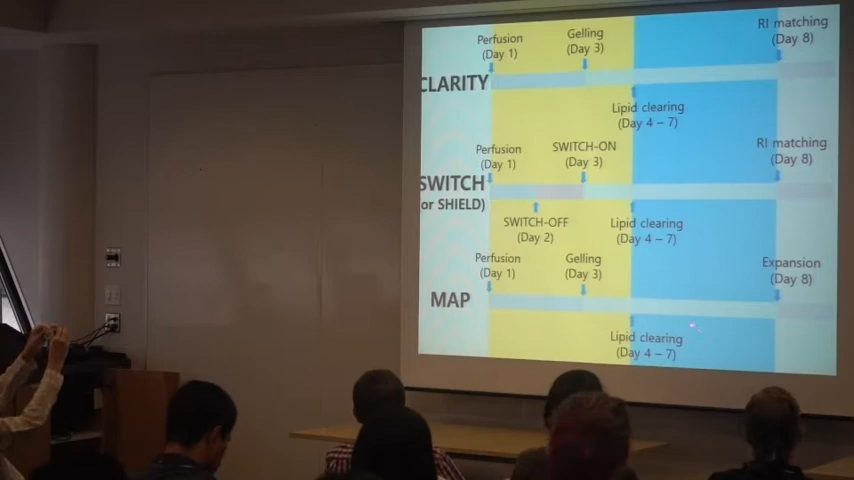 Perfusion
(Day 1)
Gelling
(Day 3)
RI matching
(Day 8)
CLARITY
Lipid clearing
(Day 4 – 7)
Perfusion
(Day 1)
SWITCH-ON
(Day 3)
RI matching
(Day 8)
SWITCH
(or SHIELD)
SWITCH-OFF
(Day 2)
Lipid clearing
(Day 4 – 7)
Perfusion
(Day 1)
Gelling
(Day 3)
Expansion
(Day 8)
MAP
Lipid clearing
(Day 4 – 7)